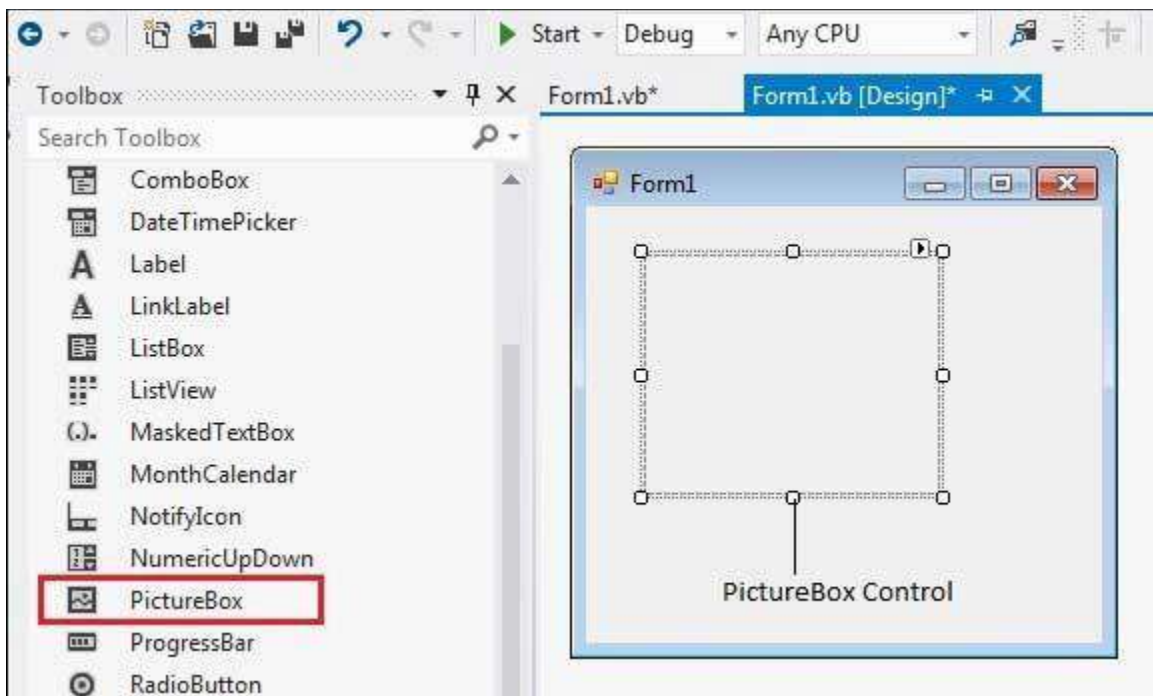 Start
Debug
Any CPU
Toolbox
Form1.vb*
Form1.vb [Design]*
Search Toolbox
ComboBox
DateTimePicker
Label
LinkLabel
ListBox
ListView
MaskedTextBox
MonthCalendar
NotifyIcon
NumericUpDown
PictureBox
ProgressBar
RadioButton
Form1
PictureBox Control